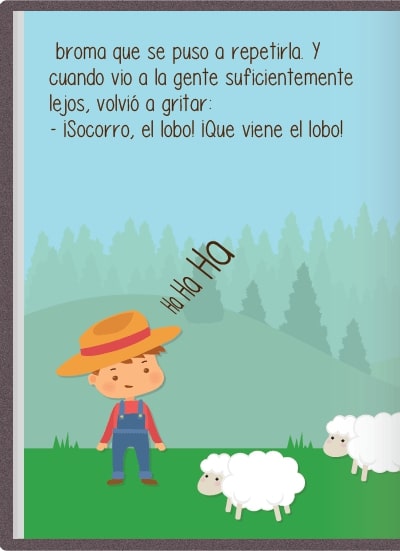 broma que se puso a repetirla. Y
cuando vio a la gente suficientemente
lejos, volvió a gritar:
- ¡Socorro, el lobo! ¡Que viene el lobo!
Ha Ha Ha